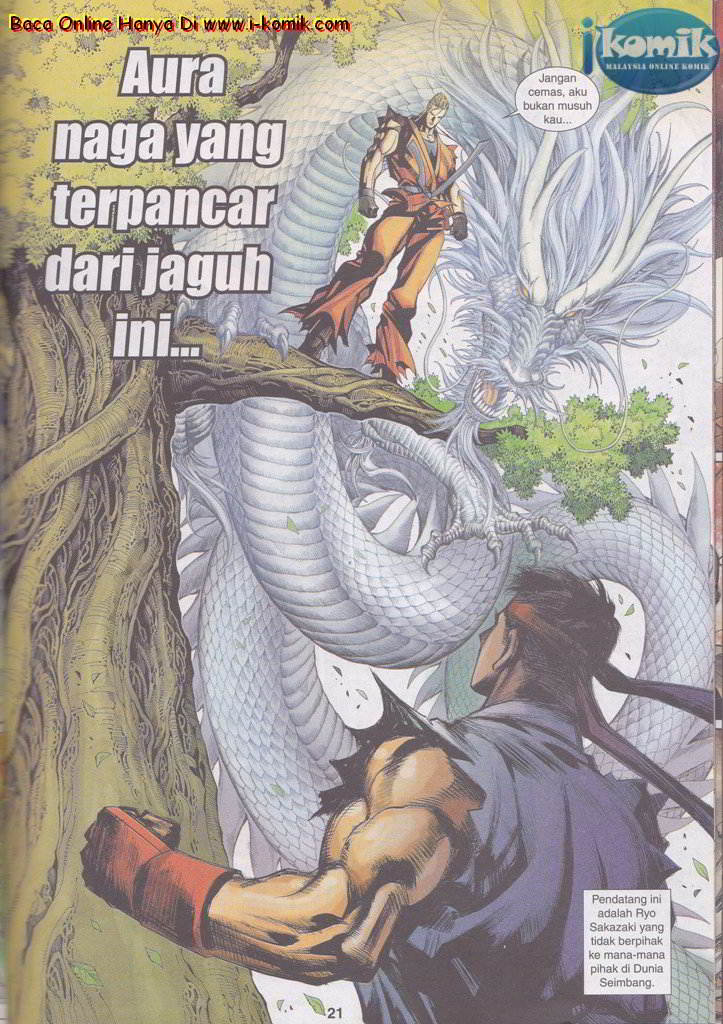 Baca Online Hanya Di www.i-komik.com
ikomik
MALAYSIA ONLINE KOMIK
Aura
naga yang
terpancar
dari jaguh
ini...
Jangan
cemas, aku
bukan musuh
kau...
Pendatang ini
adalah Ryo
Sakazaki yang
tidak berpihak
ke mana-mana
pihak di Dunia
Seimbang.
21